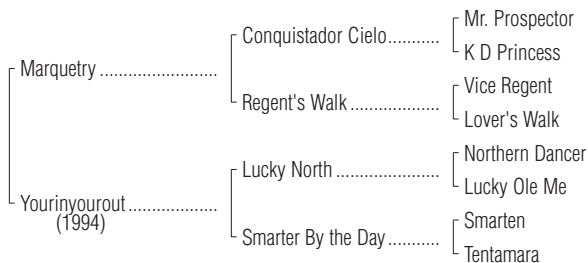 Mr. Prospector
Conquistador Cielo...........
K D Princess
Marquetry .........................
Vice Regent
Regent's Walk ...................
Lover's Walk
Northern Dancer
Lucky North ......................
Lucky Ole Me
Yourinyourout ...................
(1994)
Smarten
Smarter By the Day ...........
Tentamara